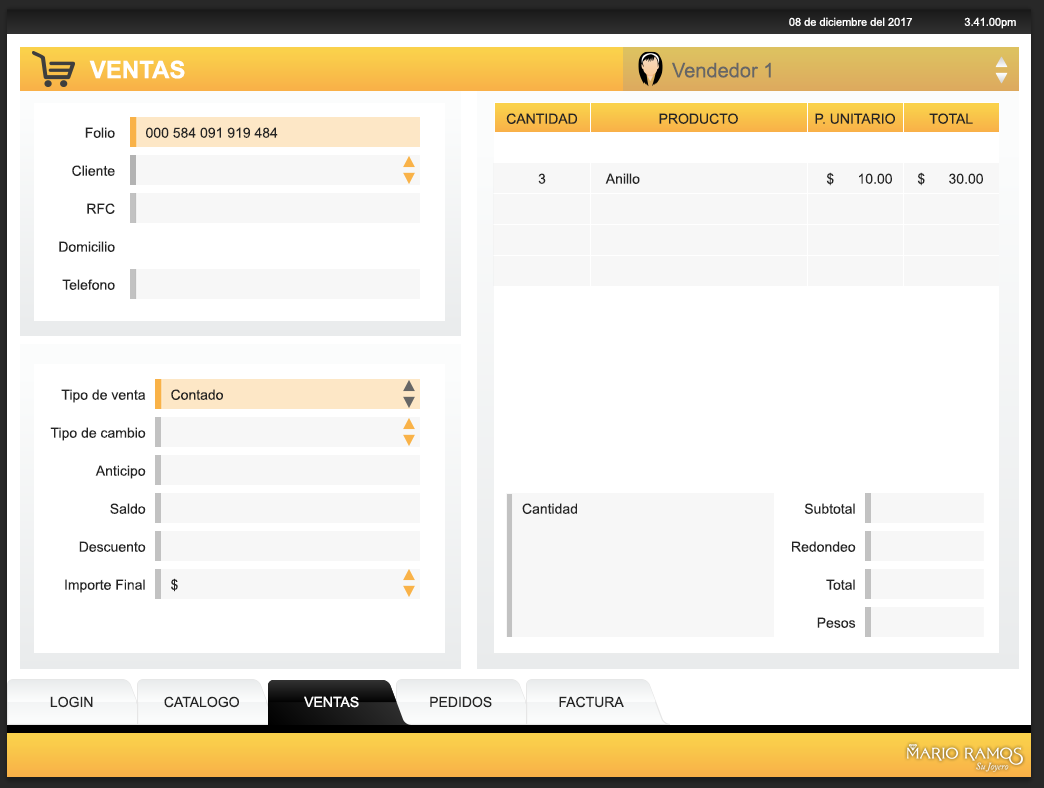 08 de diciembre del 2017 3.41.00pm
VENTAS
Vendedor 1
Folio 000 584 091 919 484
Cliente
RFC
Domicilio
Telefono
Tipo de venta Contado
Tipo de cambio
Anticipo
Saldo
Descuento
Importe Final $
CANTIDAD PRODUCTO P. UNITARIO TOTAL
3 Anillo $ 10.00 $ 30.00
Cantidad
Subtotal
Redondeo
Total
Pesos
LOGIN CATALOGO VENTAS PEDIDOS FACTURA
MARIO RAMOS
Su Joyero